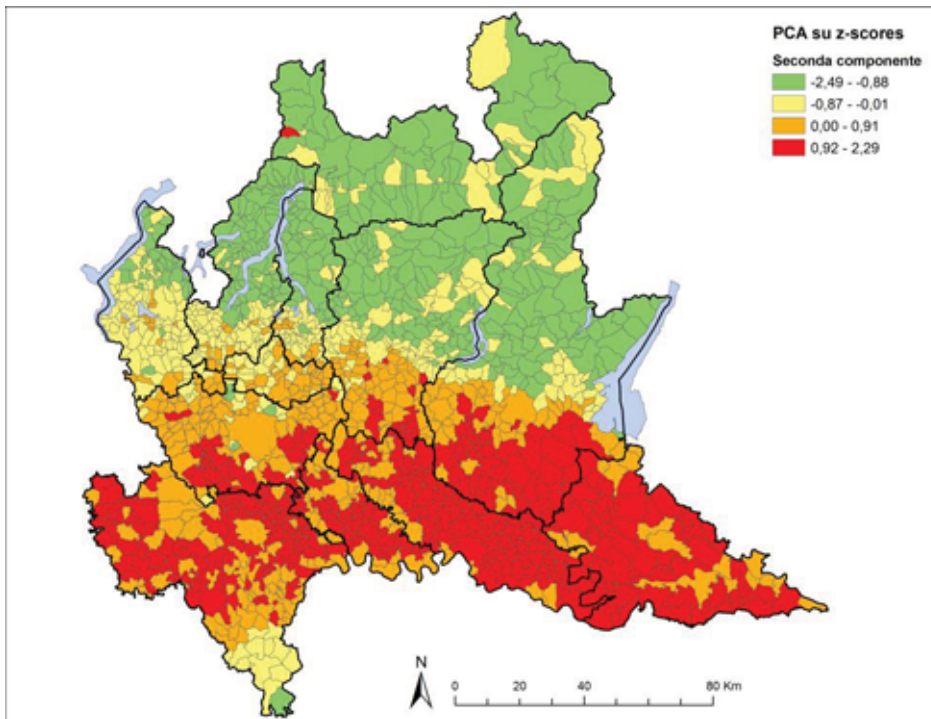 PCA su z-scores
Seconda componente
-2,49 - -0,88
-0,87 - -0,01
0,00 - 0,91
0,92 - 2,29
N
0 20 40 80 Km